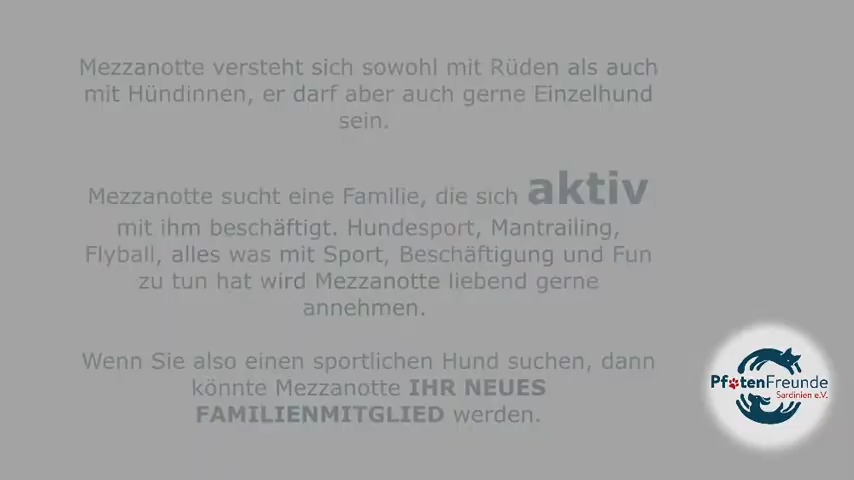 Mezzanotte versteht sich sowohl mit Rüden als auch
mit Hündinnen, er darf aber auch gerne Einzelhund
sein.
Mezzanotte sucht eine Familie, die sich aktiv
mit ihm beschäftigt. Hundesport, Mantrailing,
Flyball, alles was mit Sport, Beschäftigung und Fun
zu tun hat wird Mezzanotte liebend gerne
annehmen.
Wenn Sie also einen sportlichen Hund suchen, dann
könnte Mezzanotte IHR NEUES
FAMILIENMITGLIED werden.
PfotenFreunde
Sardinien e.V.